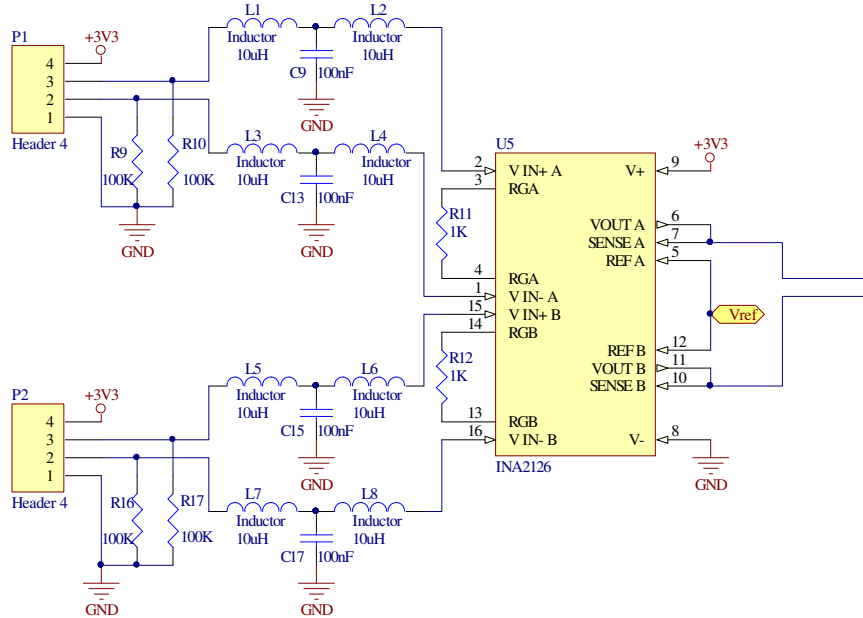 P1
+3V3
4
3
2
1
Header 4
R9
100K
R10
100K
GND
L1
Inductor
10uH
L2
Inductor
10uH
C9
100nF
GND
L3
Inductor
10uH
L4
Inductor
10uH
C13
100nF
GND
U5
2
V IN+ A
3
RGA
R11
1K
4
RGA
1
V IN- A
15
V IN+ B
14
RGB
R12
1K
13
RGB
16
V IN- B
INA2126
V+
9
+3V3
VOUT A
6
SENSE A
7
REF A
5
Vref
REF B
12
VOUT B
11
SENSE B
10
V-
8
GND
P2
+3V3
4
3
2
1
Header 4
R16
100K
R17
100K
GND
L5
Inductor
10uH
L6
Inductor
10uH
C15
100nF
GND
L7
Inductor
10uH
L8
Inductor
10uH
C17
100nF
GND